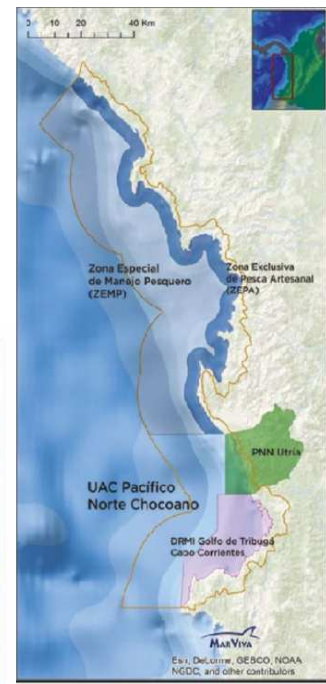 0 10 20 40 Km
Zona Especial
de Manejo Pesquero
(ZEMP)
Zona Exclusiva
de Pesca Artesanal
(ZEPA)
PNN Utría
UAC Pacífico
Norte Chocoano
DRMI Golfo de Tribugá
Cabo Corrientes
MARVIVA
Esri, DeLorme, GEBCO, NOAA
NGDC, and other contributors